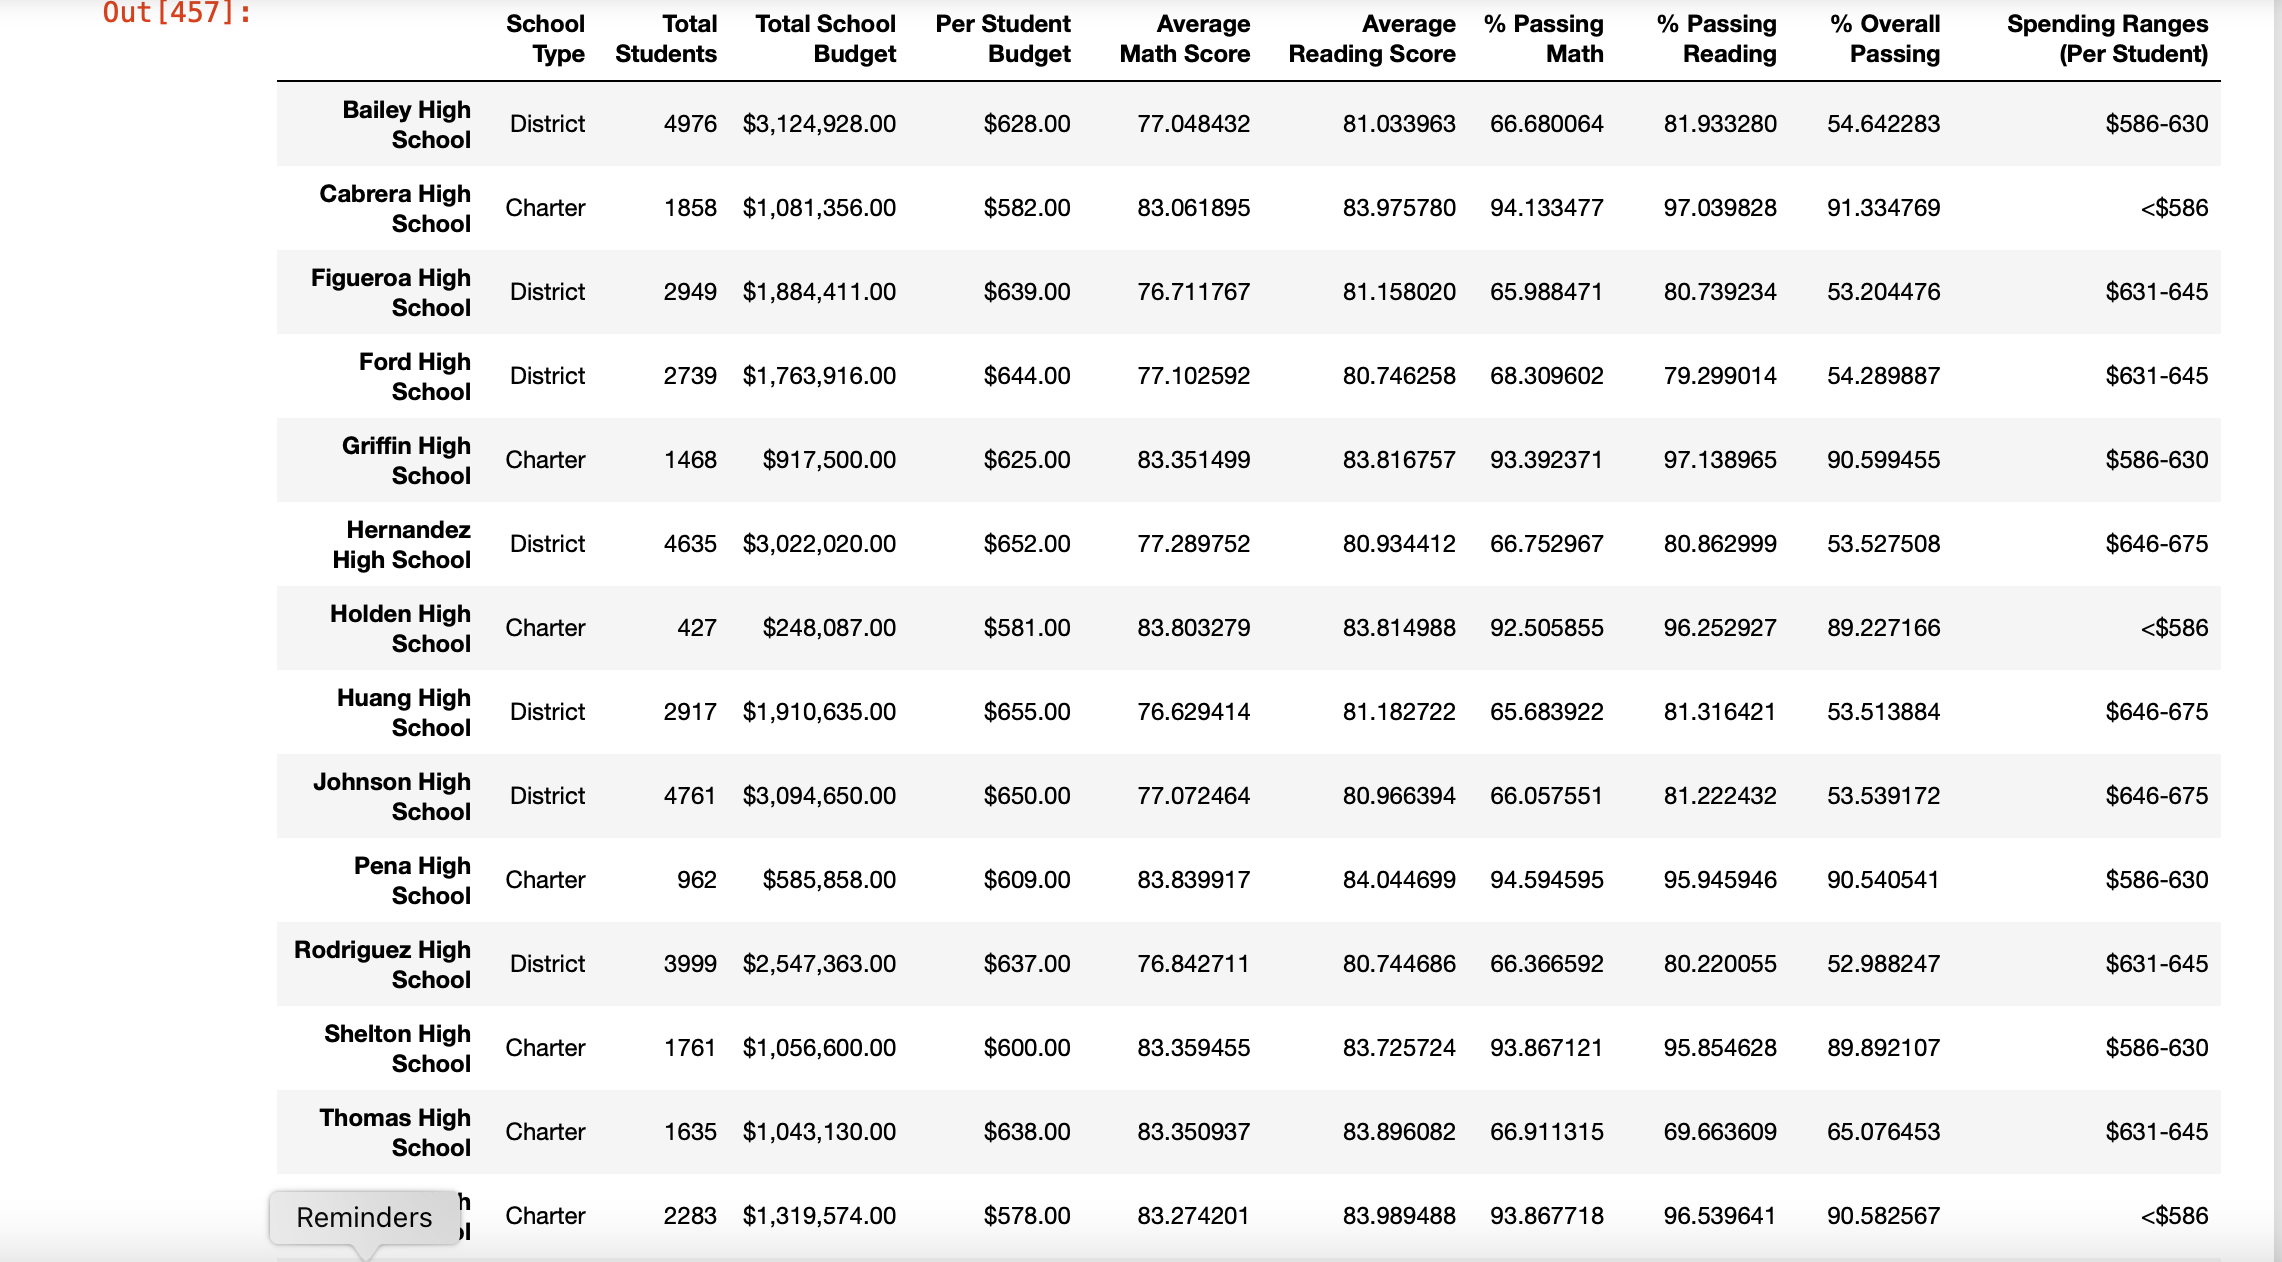 Out[457]:
School Type Total Students Total School Budget Per Student Budget Average Math Score Average Reading Score % Passing Math % Passing Reading % Overall Passing Spending Ranges (Per Student)
Bailey High School District 4976 $3,124,928.00 $628.00 77.048432 81.033963 66.680064 81.933280 54.642283 $586-630
Cabrera High School Charter 1858 $1,081,356.00 $582.00 83.061895 83.975780 94.133477 97.039828 91.334769 <$586
Figueroa High School District 2949 $1,884,411.00 $639.00 76.711767 81.158020 65.988471 80.739234 53.204476 $631-645
Ford High School District 2739 $1,763,916.00 $644.00 77.102592 80.746258 68.309602 79.299014 54.289887 $631-645
Griffin High School Charter 1468 $917,500.00 $625.00 83.351499 83.816757 93.392371 97.138965 90.599455 $586-630
Hernandez High School District 4635 $3,022,020.00 $652.00 77.289752 80.934412 66.752967 80.862999 53.527508 $646-675
Holden High School Charter 427 $248,087.00 $581.00 83.803279 83.814988 92.505855 96.252927 89.227166 <$586
Huang High School District 2917 $1,910,635.00 $655.00 76.629414 81.182722 65.683922 81.316421 53.513884 $646-675
Johnson High School District 4761 $3,094,650.00 $650.00 77.072464 80.966394 66.057551 81.222432 53.539172 $646-675
Pena High School Charter 962 $585,858.00 $609.00 83.839917 84.044699 94.594595 95.945946 90.540541 $586-630
Rodriguez High School District 3999 $2,547,363.00 $637.00 76.842711 80.744686 66.366592 80.220055 52.988247 $631-645
Shelton High School Charter 1761 $1,056,600.00 $600.00 83.359455 83.725724 93.867121 95.854628 89.892107 $586-630
Thomas High School Charter 1635 $1,043,130.00 $638.00 83.350937 83.896082 66.911315 69.663609 65.076453 $631-645
Charter 2283 $1,319,574.00 $578.00 83.274201 83.989488 93.867718 96.539641 90.582567 <$586
Reminders